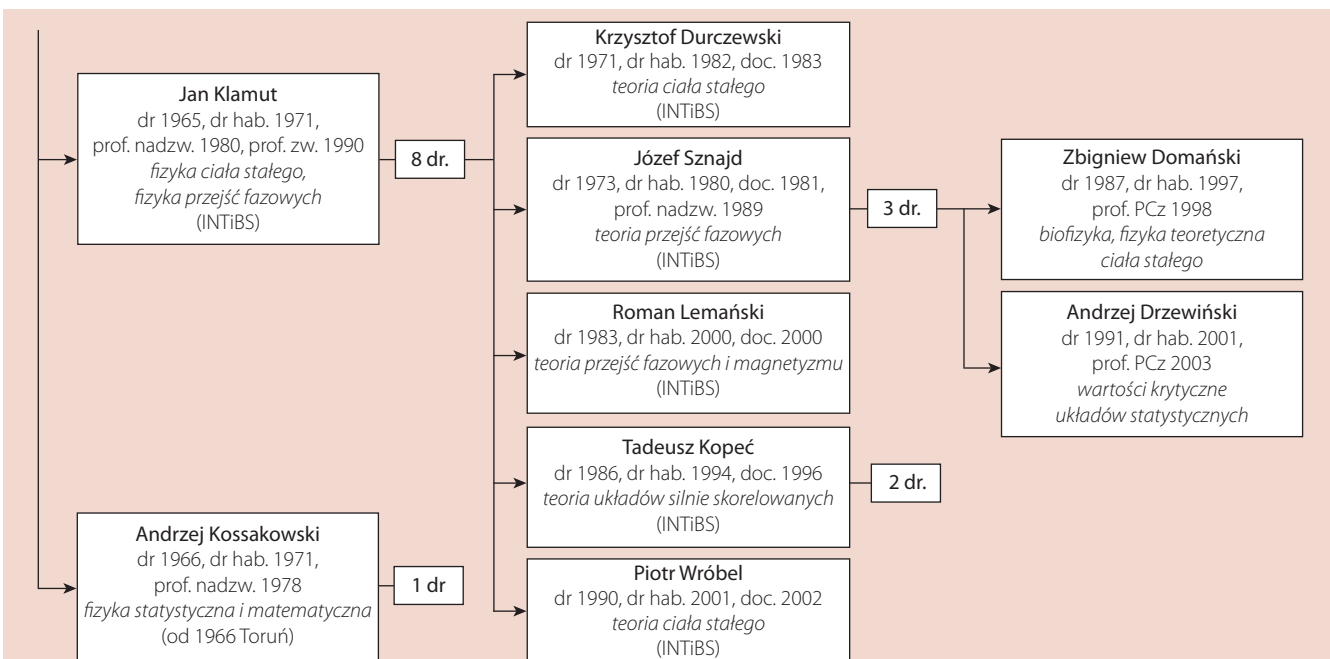 Jan Klamut
dr 1965, dr hab. 1971,
prof. nadzw. 1980, prof. zw. 1990
fizyka ciała stałego,
fizyka przejść fazowych
(INTiBS)
8 dr.
Krzysztof Durczewski
dr 1971, dr hab. 1982, doc. 1983
teoria ciała stałego
(INTiBS)
Józef Sznajd
dr 1973, dr hab. 1980, doc. 1981,
prof. nadzw. 1989
teoria przejść fazowych
(INTiBS)
3 dr.
Zbigniew Domański
dr 1987, dr hab. 1997,
prof. PCz 1998
biofizyka, fizyka teoretyczna
ciała stałego
Andrzej Drzewiński
dr 1991, dr hab. 2001,
prof. PCz 2003
wartości krytyczne
układów statystycznych
Roman Lemański
dr 1983, dr hab. 2000, doc. 2000
teoria przejść fazowych i magnetyzmu
(INTiBS)
Tadeusz Kopeć
dr 1986, dr hab. 1994, doc. 1996
teoria układów silnie skorelowanych
(INTiBS)
2 dr.
Piotr Wróbel
dr 1990, dr hab. 2001, doc. 2002
teoria ciała stałego
(INTiBS)
Andrzej Kossakowski
dr 1966, dr hab. 1971,
prof. nadzw. 1978
fizyka statystyczna i matematyczna
(od 1966 Toruń)
1 dr